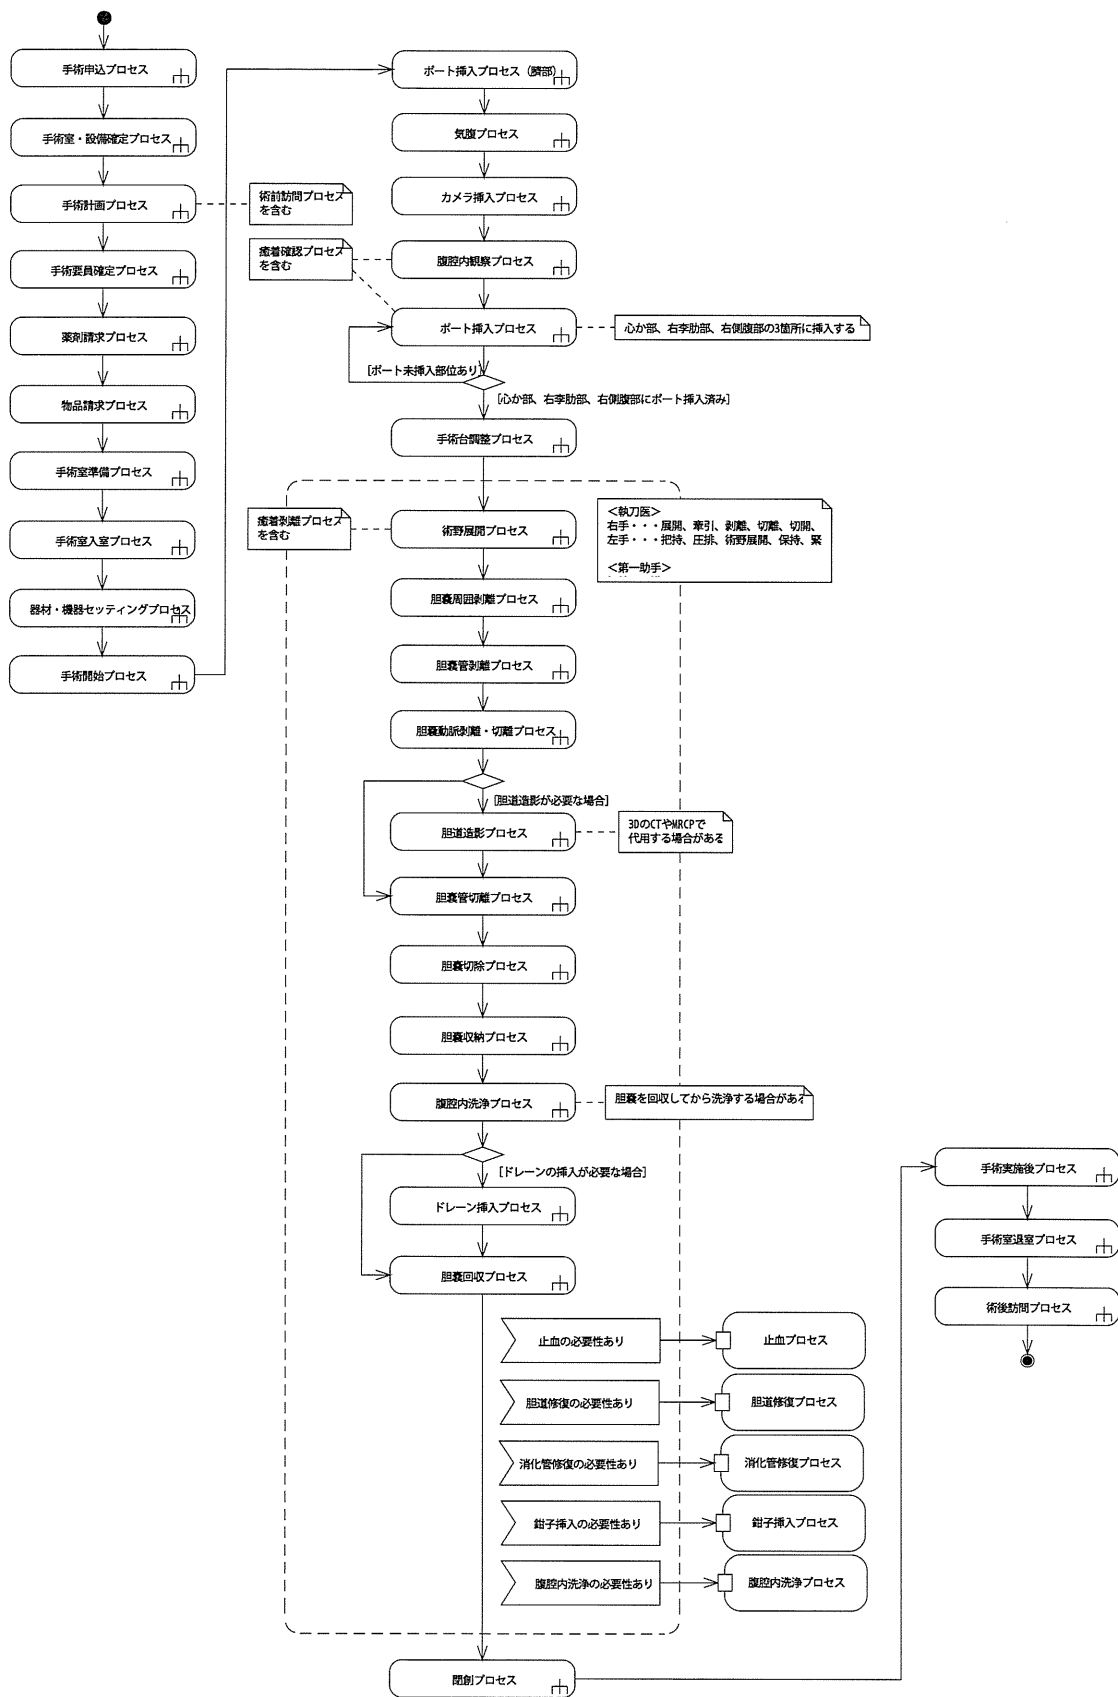 手術申込プロセス
手術室・設備確定プロセス
手術計画プロセス
術前訪問プロセス
を含む
手術要員確定プロセス
薬剤請求プロセス
物品請求プロセス
手術室準備プロセス
手術室入室プロセス
器材・機器セッティングプロセス
手術開始プロセス
ポート挿入プロセス（臍部）
気腹プロセス
カメラ挿入プロセス
癒着確認プロセス
を含む
腹腔内観察プロセス
ポート挿入プロセス
心か部、右季肋部、右側腹部の3箇所に挿入する
[ポート未挿入部位あり]
[心か部、右季肋部、右側腹部にポート挿入済み]
手術台調整プロセス
癒着剥離プロセス
を含む
術野展開プロセス
＜執刀医＞
右手・・・展開、牽引、剥離、切離、切開、
左手・・・把持、圧排、術野展開、保持、緊
＜第一助手＞
胆嚢周囲剥離プロセス
胆嚢管剥離プロセス
胆嚢動脈剥離・切離プロセス
[胆道造影が必要な場合]
胆道造影プロセス
3DのCTやMRCPで
代用する場合がある
胆嚢管切離プロセス
胆嚢切除プロセス
胆嚢収納プロセス
腹腔内洗浄プロセス
胆嚢を回収してから洗浄する場合がある
[ドレーンの挿入が必要な場合]
ドレーン挿入プロセス
胆嚢回収プロセス
止血の必要性あり
止血プロセス
胆道修復の必要性あり
胆道修復プロセス
消化管修復の必要性あり
消化管修復プロセス
鉗子挿入の必要性あり
鉗子挿入プロセス
腹腔内洗浄の必要性あり
腹腔内洗浄プロセス
閉創プロセス
手術実施後プロセス
手術室退室プロセス
術後訪問プロセス